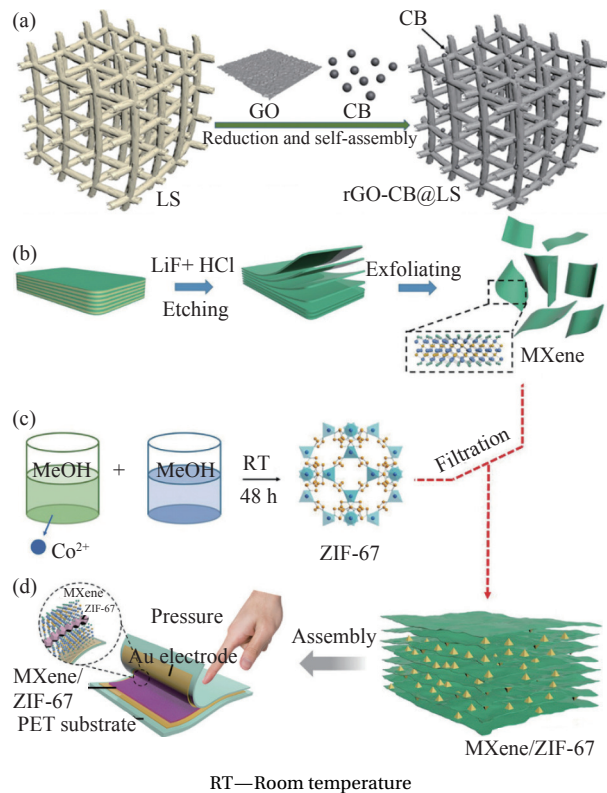 (a)
CB
GO
CB
Reduction and self-assembly
LS
rGO-CB@LS
(b)
LiF+ HCl
Etching
Exfoliating
MXene
(c)
MeOH
+
MeOH
RT
48 h
Co²⁺
ZIF-67
Filtration
(d)
MXene
ZIF-67
Pressure
Au electrode
MXene/
ZIF-67
PET substrate
Assembly
MXene/ZIF-67
RT—Room temperature